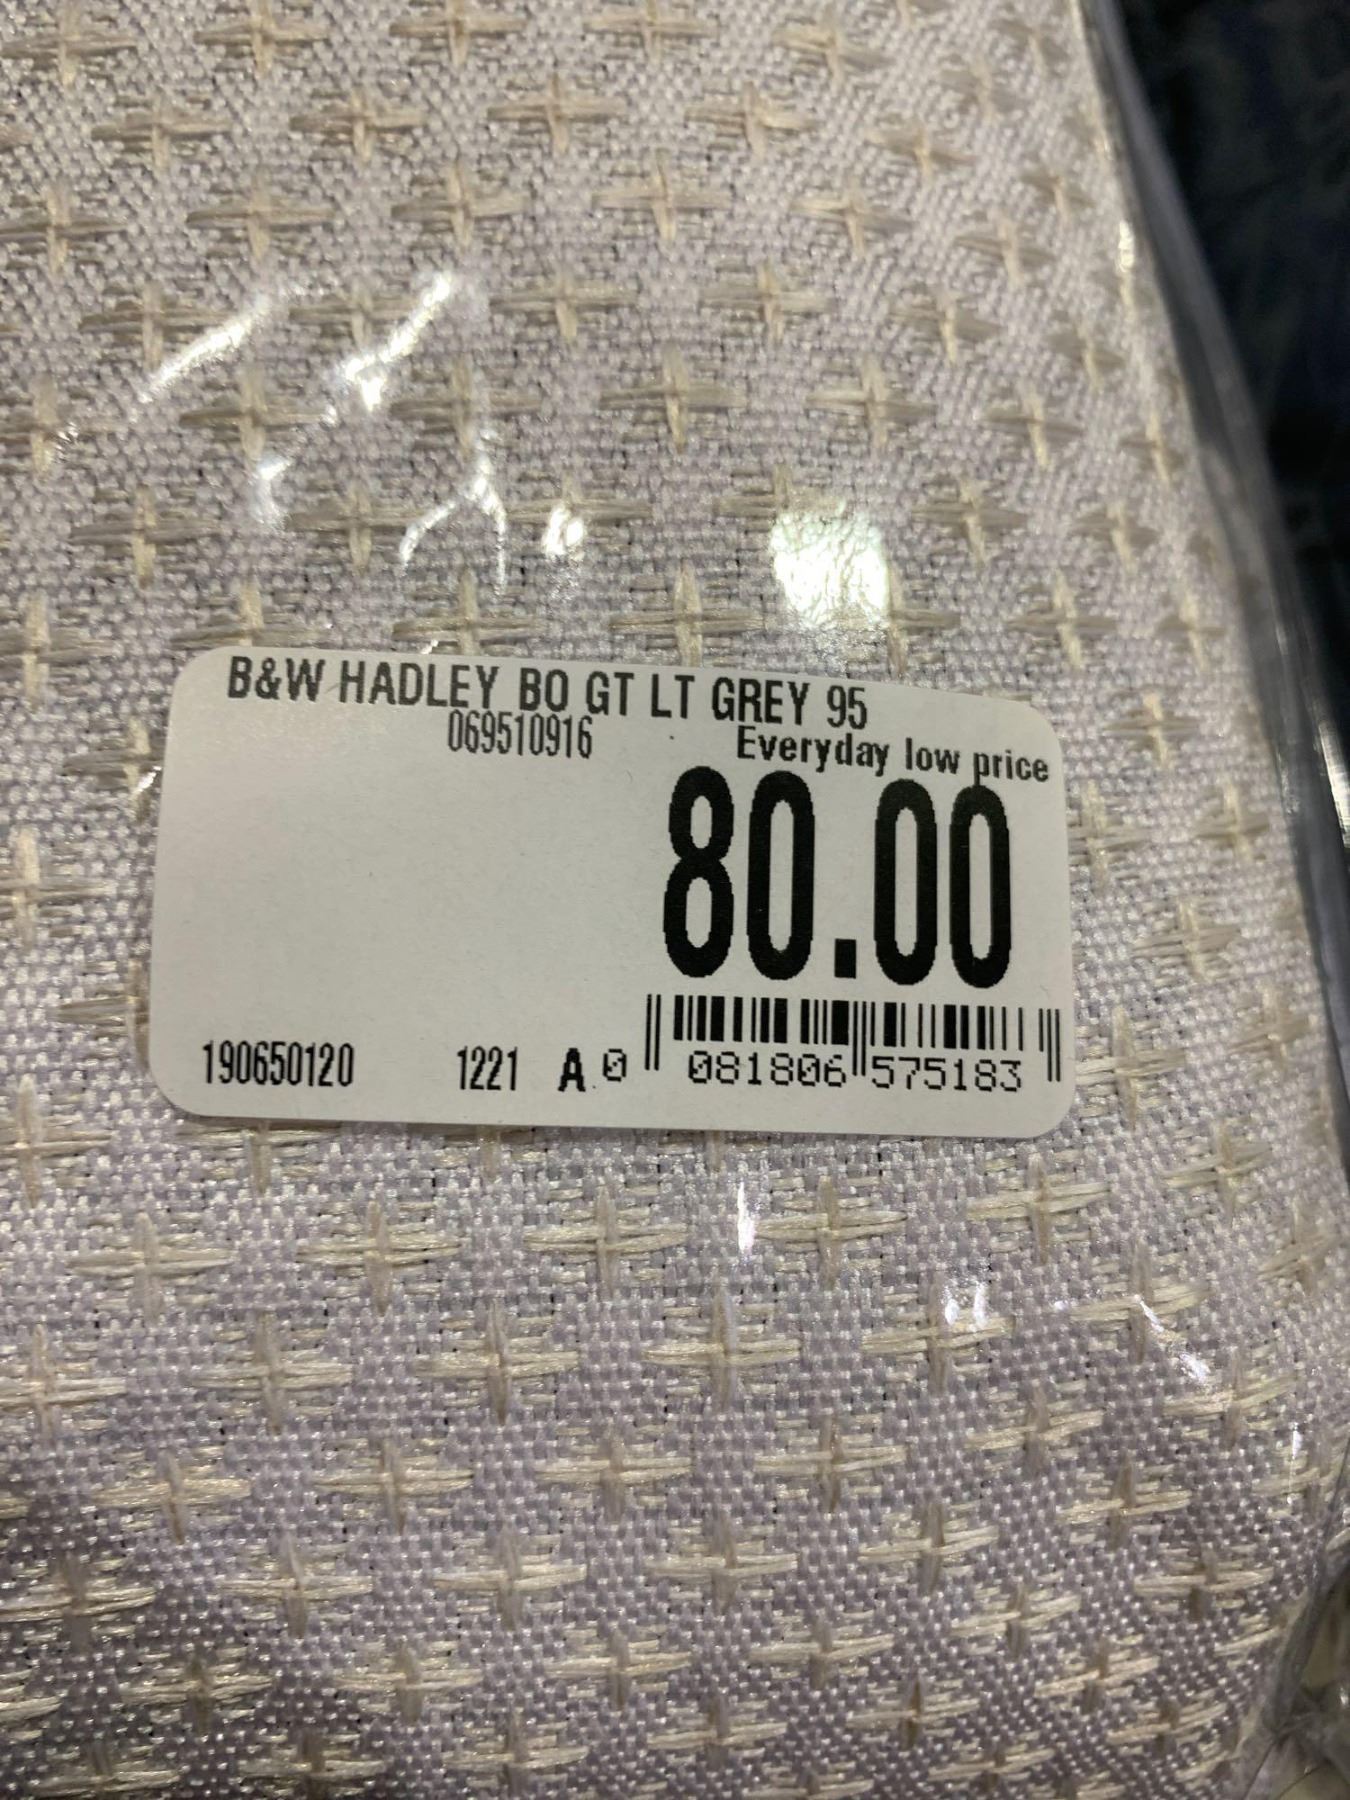 B&W HADLEY BO GT LT GREY 95
069510916
Everyday low price
80.00
190650120 1221 A 0 081806 575183